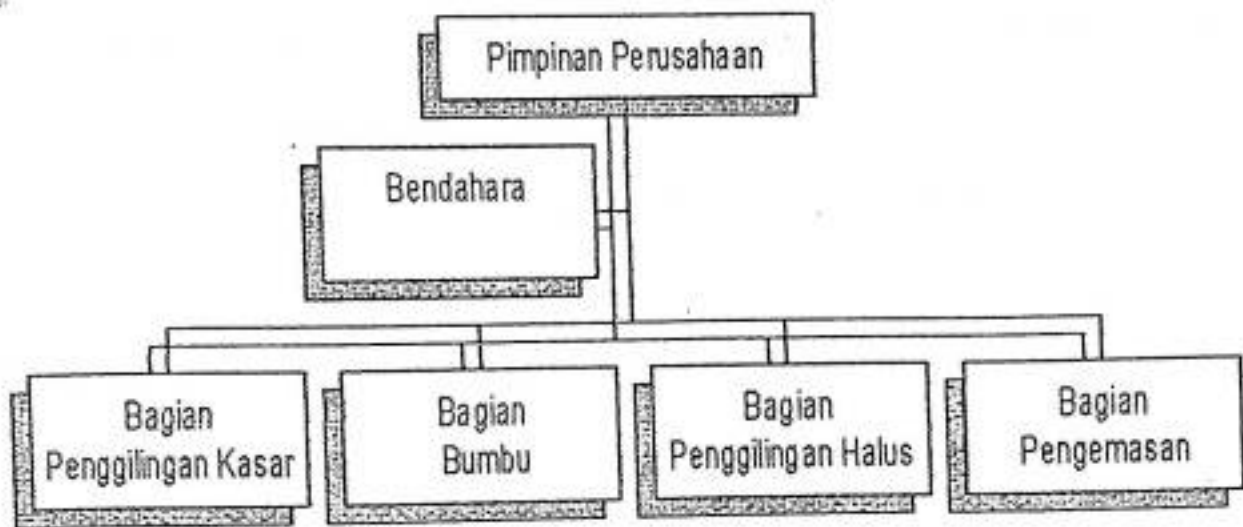 Pimpinan Perusahaan
Bendahara
Bagian
Penggilingan Kasar
Bagian
Bumbu
Bagian
Penggilingan Halus
Bagian
Pengemasan